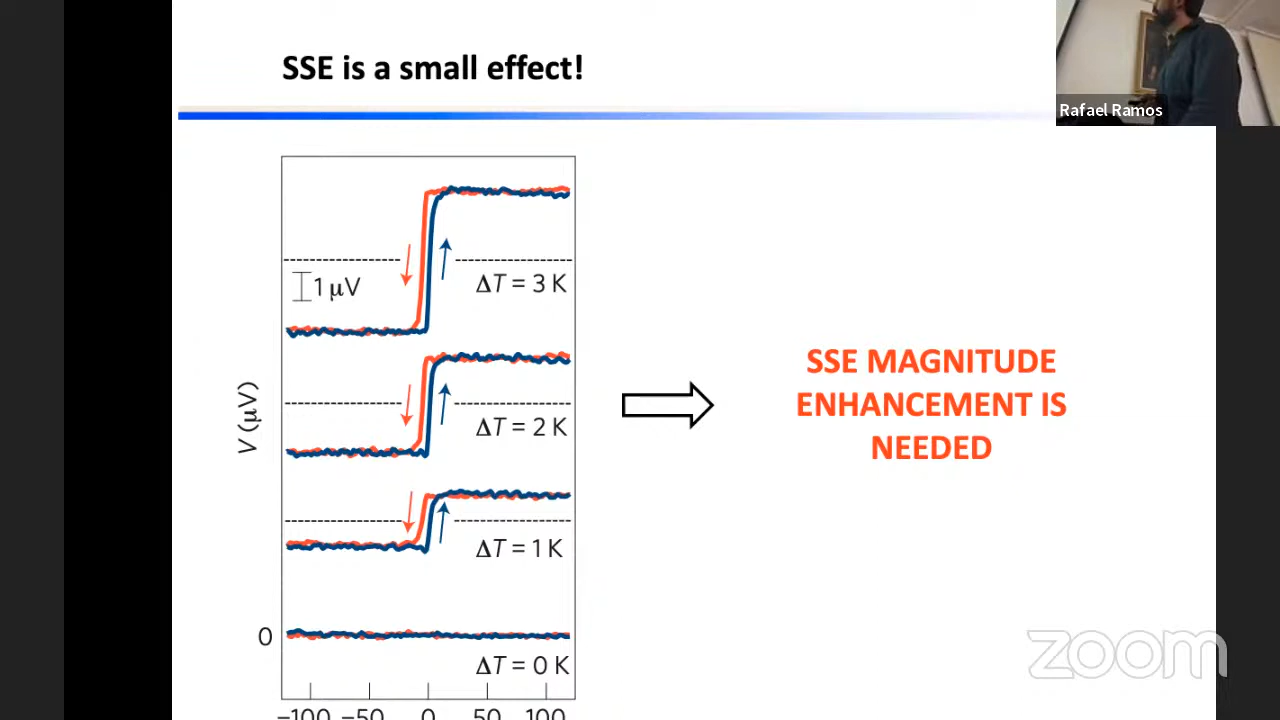 SSE is a small effect!
Rafael Ramos
1 μV
ΔT = 3 K
V (μV)
ΔT = 2 K
ΔT = 1 K
0
ΔT = 0 K
−100 −50 0 50 100
SSE MAGNITUDE
ENHANCEMENT IS
NEEDED
zoom